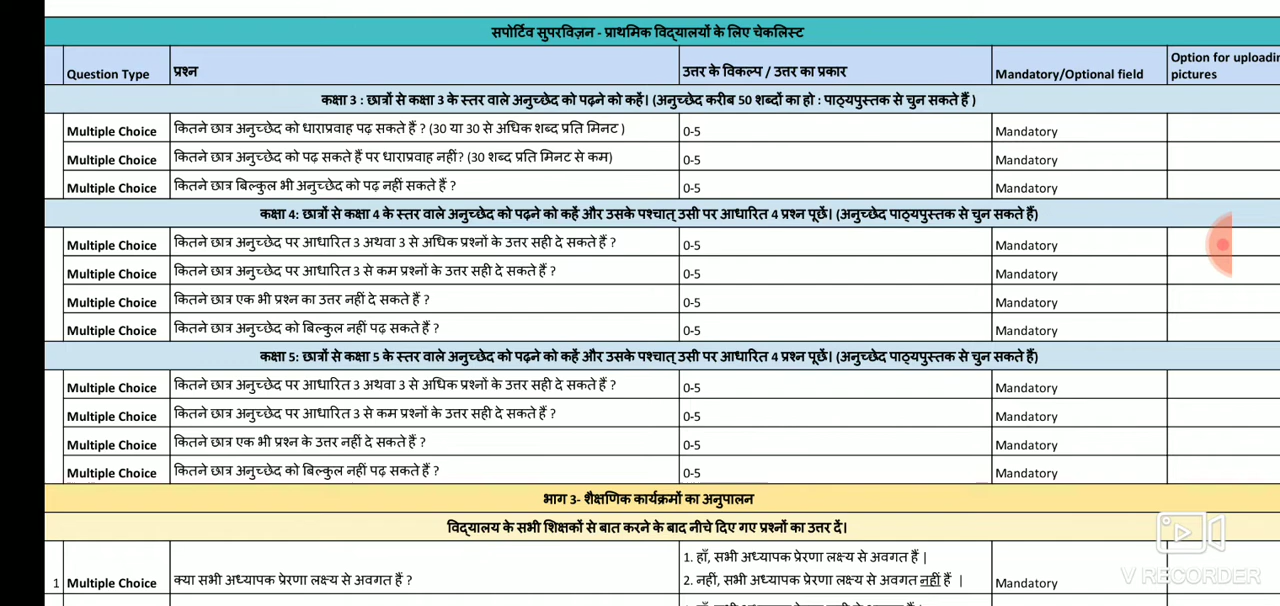 सपोर्टिव सुपरविज़न - प्राथमिक विद्यालयों के लिए चेकलिस्ट
Question Type प्रश्न उत्तर के विकल्प / उत्तर का प्रकार Mandatory/Optional field Option for uploadin
pictures
कक्षा 3 : छात्रों से कक्षा 3 के स्तर वाले अनुच्छेद को पढ़ने को कहें। (अनुच्छेद करीब 50 शब्दों का हो : पाठ्यपुस्तक से चुन सकते हैं )
Multiple Choice कितने छात्र अनुच्छेद को धाराप्रवाह पढ़ सकते हैं ? (30 या 30 से अधिक शब्द प्रति मिनट ) 0-5 Mandatory
Multiple Choice कितने छात्र अनुच्छेद को पढ़ सकते हैं पर धाराप्रवाह नहीं? (30 शब्द प्रति मिनट से कम) 0-5 Mandatory
Multiple Choice कितने छात्र बिल्कुल भी अनुच्छेद को पढ़ नहीं सकते हैं ? 0-5 Mandatory
कक्षा 4: छात्रों से कक्षा 4 के स्तर वाले अनुच्छेद को पढ़ने को कहें और उसके पश्चात् उसी पर आधारित 4 प्रश्न पूछें। (अनुच्छेद पाठ्यपुस्तक से चुन सकते हैं)
Multiple Choice कितने छात्र अनुच्छेद पर आधारित 3 अथवा 3 से अधिक प्रश्नों के उत्तर सही दे सकते हैं ? 0-5 Mandatory
Multiple Choice कितने छात्र अनुच्छेद पर आधारित 3 से कम प्रश्नों के उत्तर सही दे सकते हैं ? 0-5 Mandatory
Multiple Choice कितने छात्र एक भी प्रश्न का उत्तर नहीं दे सकते हैं ? 0-5 Mandatory
Multiple Choice कितने छात्र अनुच्छेद को बिल्कुल नहीं पढ़ सकते हैं ? 0-5 Mandatory
कक्षा 5: छात्रों से कक्षा 5 के स्तर वाले अनुच्छेद को पढ़ने को कहें और उसके पश्चात् उसी पर आधारित 4 प्रश्न पूछें। (अनुच्छेद पाठ्यपुस्तक से चुन सकते हैं)
Multiple Choice कितने छात्र अनुच्छेद पर आधारित 3 अथवा 3 से अधिक प्रश्नों के उत्तर सही दे सकते हैं ? 0-5 Mandatory
Multiple Choice कितने छात्र अनुच्छेद पर आधारित 3 से कम प्रश्नों के उत्तर सही दे सकते हैं ? 0-5 Mandatory
Multiple Choice कितने छात्र एक भी प्रश्न के उत्तर नहीं दे सकते हैं ? 0-5 Mandatory
Multiple Choice कितने छात्र अनुच्छेद को बिल्कुल नहीं पढ़ सकते हैं ? 0-5 Mandatory
भाग 3- शैक्षणिक कार्यक्रमों का अनुपालन
विद्यालय के सभी शिक्षकों से बात करने के बाद नीचे दिए गए प्रश्नों का उत्तर दें।
1 Multiple Choice क्या सभी अध्यापक प्रेरणा लक्ष्य से अवगत हैं ? 1. हाँ, सभी अध्यापक प्रेरणा लक्ष्य से अवगत हैं |
2. नहीं, सभी अध्यापक प्रेरणा लक्ष्य से अवगत नहीं हैं | Mandatory
V RECORDER